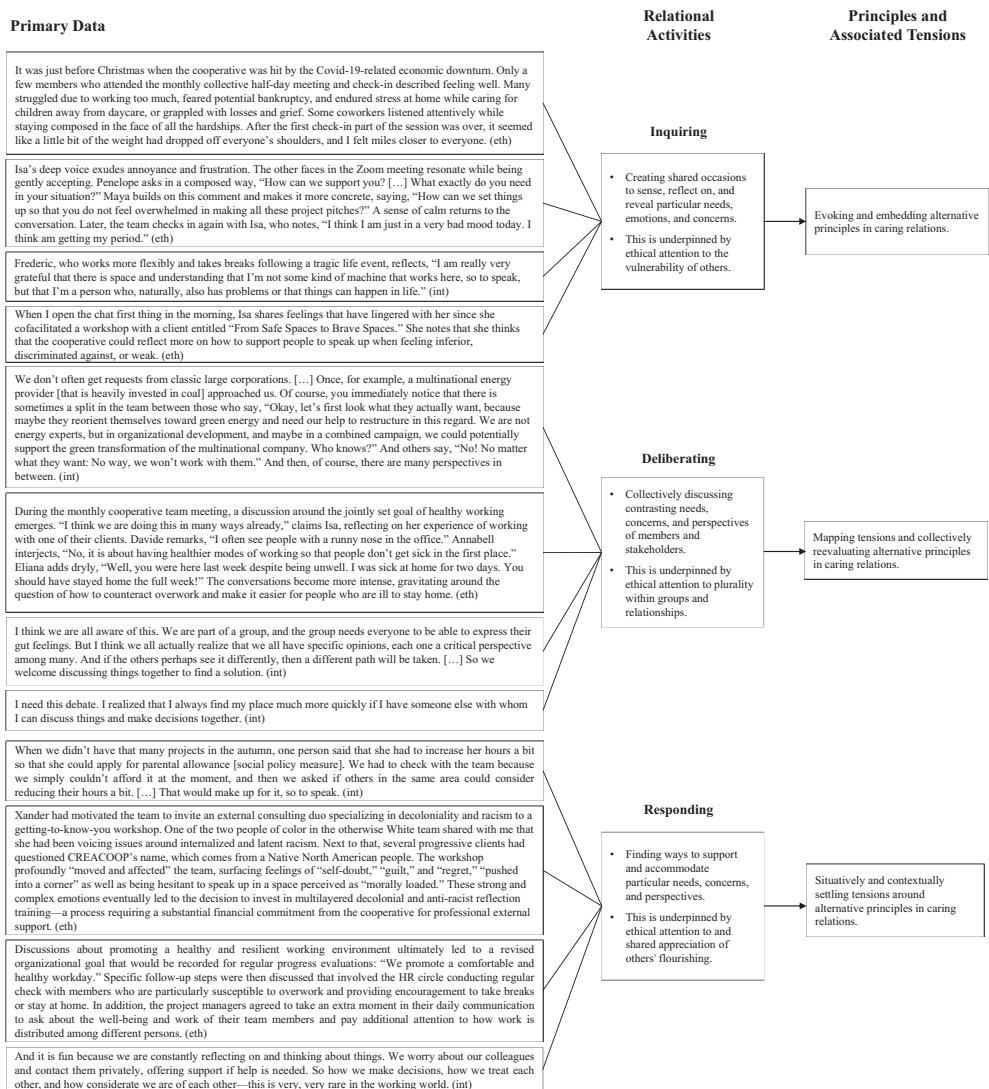 Primary Data
Relational
Activities
Principles and
Associated Tensions
It was just before Christmas when the cooperative was hit by the Covid-19-related economic downturn. Only a
few members who attended the monthly collective half-day meeting and check-in described feeling well. Many
struggled due to working too much, feared potential bankruptcy, and endured stress at home while caring for
children away from daycare, or grappled with losses and grief. Some coworkers listened attentively while
staying composed in the face of all the hardships. After the first check-in part of the session was over, it seemed
like a little bit of the weight had dropped off everyone's shoulders, and I felt miles closer to everyone. (eth)
Isa's deep voice exudes annoyance and frustration. The other faces in the Zoom meeting resonate while being
gently accepting. Penelope asks in a composed way, "How can we support you? […] What exactly do you need
in your situation?" Maya builds on this comment and makes it more concrete, saying, "How can we set things
up so that you do not feel overwhelmed in making all these project pitches?" A sense of calm returns to the
conversation. Later, the team checks in again with Isa, who notes, "I think I am just in a very bad mood today. I
think am getting my period." (eth)
Frederic, who works more flexibly and takes breaks following a tragic life event, reflects, "I am really very
grateful that there is space and understanding that I'm not some kind of machine that works here, so to speak,
but that I'm a person who, naturally, also has problems or that things can happen in life." (int)
When I open the chat first thing in the morning, Isa shares feelings that have lingered with her since she
cofacilitated a workshop with a client entitled "From Safe Spaces to Brave Spaces." She notes that she thinks
that the cooperative could reflect more on how to support people to speak up when feeling inferior,
discriminated against, or weak. (eth)
Inquiring
• Creating shared occasions
to sense, reflect on, and
reveal particular needs,
emotions, and concerns.
• This is underpinned by
ethical attention to the
vulnerability of others.
Evoking and embedding alternative
principles in caring relations.
We don't often get requests from classic large corporations. […] Once, for example, a multinational energy
provider [that is heavily invested in coal] approached us. Of course, you immediately notice that there is
sometimes a split in the team between those who say, "Okay, let's first look what they actually want, because
maybe they reorient themselves toward green energy and need our help to restructure in this regard. We are not
energy experts, but in organizational development, and maybe in a combined campaign, we could potentially
support the green transformation of the multinational company. Who knows?" And others say, "No! No matter
what they want: No way, we won't work with them." And then, of course, there are many perspectives in
between. (int)
During the monthly cooperative team meeting, a discussion around the jointly set goal of healthy working
emerges. "I think we are doing this in many ways already," claims Isa, reflecting on her experience of working
with one of their clients. Davide remarks, "I often see people with a runny nose in the office." Annabell
interjects, "No, it is about having healthier modes of working so that people don't get sick in the first place."
Eliana adds dryly, "Well, you were here last week despite being unwell. I was sick at home for two days. You
should have stayed home the full week!" The conversations become more intense, gravitating around the
question of how to counteract overwork and make it easier for people who are ill to stay home. (eth)
I think we are all aware of this. We are part of a group, and the group needs everyone to be able to express their
gut feelings. But I think we all actually realize that we all have specific opinions, each one a critical perspective
among many. And if the others perhaps see it differently, then a different path will be taken. […] So we
welcome discussing things together to find a solution. (int)
I need this debate. I realized that I always find my place much more quickly if I have someone else with whom
I can discuss things and make decisions together. (int)
Deliberating
• Collectively discussing
contrasting needs,
concerns, and perspectives
of members and
stakeholders.
• This is underpinned by
ethical attention to plurality
within groups and
relationships.
Mapping tensions and collectively
reevaluating alternative principles
in caring relations.
When we didn't have that many projects in the autumn, one person said that she had to increase her hours a bit
so that she could apply for parental allowance [social policy measure]. We had to check with the team because
we simply couldn't afford it at the moment, and then we asked if others in the same area could consider
reducing their hours a bit. […] That would make up for it, so to speak. (int)
Xander had motivated the team to invite an external consulting duo specializing in decoloniality and racism to a
getting-to-know-you workshop. One of the two people of color in the otherwise White team shared with me that
she had been voicing issues around internalized and latent racism. Next to that, several progressive clients had
questioned CREACOOP's name, which comes from a Native North American people. The workshop
profoundly "moved and affected" the team, surfacing feelings of "self-doubt," "guilt," and "regret," "pushed
into a corner" as well as being hesitant to speak up in a space perceived as "morally loaded." These strong and
complex emotions eventually led to the decision to invest in multilayered decolonial and anti-racist reflection
training—a process requiring a substantial financial commitment from the cooperative for professional external
support. (eth)
Discussions about promoting a healthy and resilient working environment ultimately led to a revised
organizational goal that would be recorded for regular progress evaluations: "We promote a comfortable and
healthy workday." Specific follow-up steps were then discussed that involved the HR circle conducting regular
check with members who are particularly susceptible to overwork and providing encouragement to take breaks
or stay at home. In addition, the project managers agreed to take an extra moment in their daily communication
to ask about the well-being and work of their team members and pay additional attention to how work is
distributed among different persons. (eth)
And it is fun because we are constantly reflecting on and thinking about things. We worry about our colleagues
and contact them privately, offering support if help is needed. So how we make decisions, how we treat each
other, and how considerate we are of each other—this is very, very rare in the working world. (int)
Responding
• Finding ways to support
and accommodate
particular needs, concerns,
and perspectives.
• This is underpinned by
ethical attention to and
shared appreciation of
others' flourishing.
Situatively and contextually
settling tensions around
alternative principles in caring
relations.